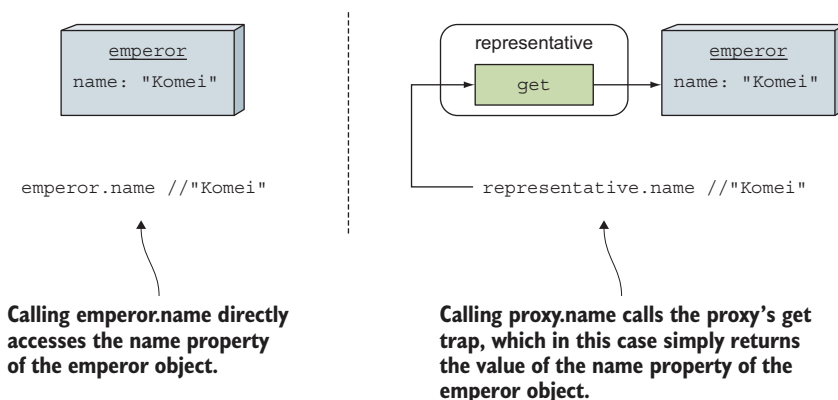 emperor
name: "Komei"
emperor.name //"Komei"
Calling emperor.name directly
accesses the name property
of the emperor object.
representative
get
emperor
name: "Komei"
representative.name //"Komei"
Calling proxy.name calls the proxy's get
trap, which in this case simply returns
the value of the name property of the
emperor object.